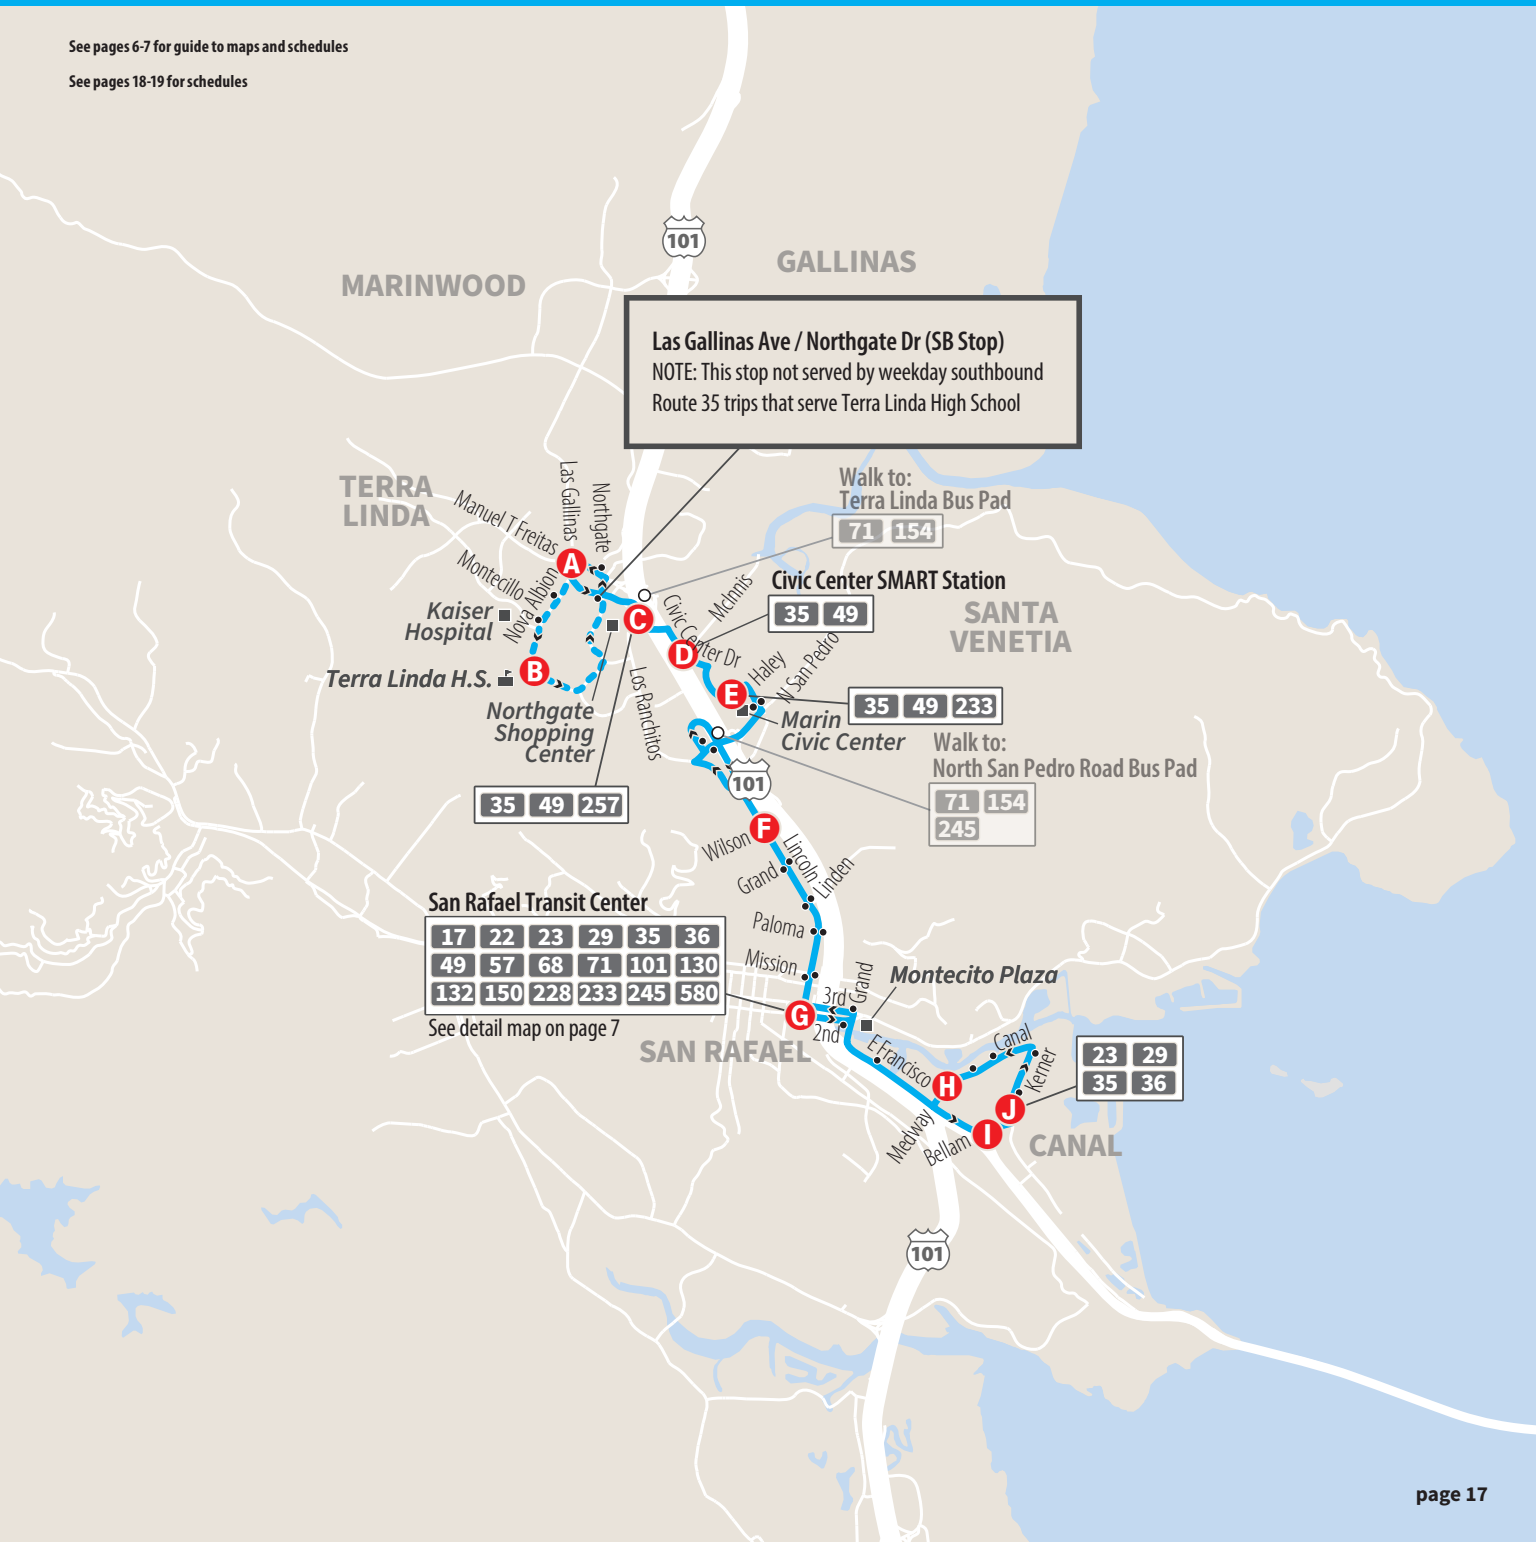 See pages 6-7 for guide to maps and schedules
See pages 18-19 for schedules
101
GALLINAS
MARINWOOD
Las Gallinas Ave / Northgate Dr (SB Stop)
NOTE: This stop not served by weekday southbound
Route 35 trips that serve Terra Linda High School
TERRA
LINDA
Las Gallinas
Northgate
Manuel T Freitas
Walk to:
Terra Linda Bus Pad
71 154
A
Montecillo
Nova Albion
Kaiser
Hospital
Civic Center SMART Station
35 49
McInnis
Civic Center Dr
SANTA
VENETIA
C
D
B
Terra Linda H.S.
E
Haley
N San Pedro
35 49 233
Los Ranchitos
Northgate
Shopping
Center
Marin
Civic Center
Walk to:
North San Pedro Road Bus Pad
71 154
245
101
35 49 257
F
Wilson
Lincoln
Grand
Linden
San Rafael Transit Center
17 22 23 29 35 36
49 57 68 71 101 130
132 150 228 233 245 580
See detail map on page 7
Paloma
Mission
3rd
Grand
Montecito Plaza
G
2nd
SAN RAFAEL
E Francisco
Canal
Kerner
23 29
35 36
H
J
I
Medway
Bellam
CANAL
101
page 17